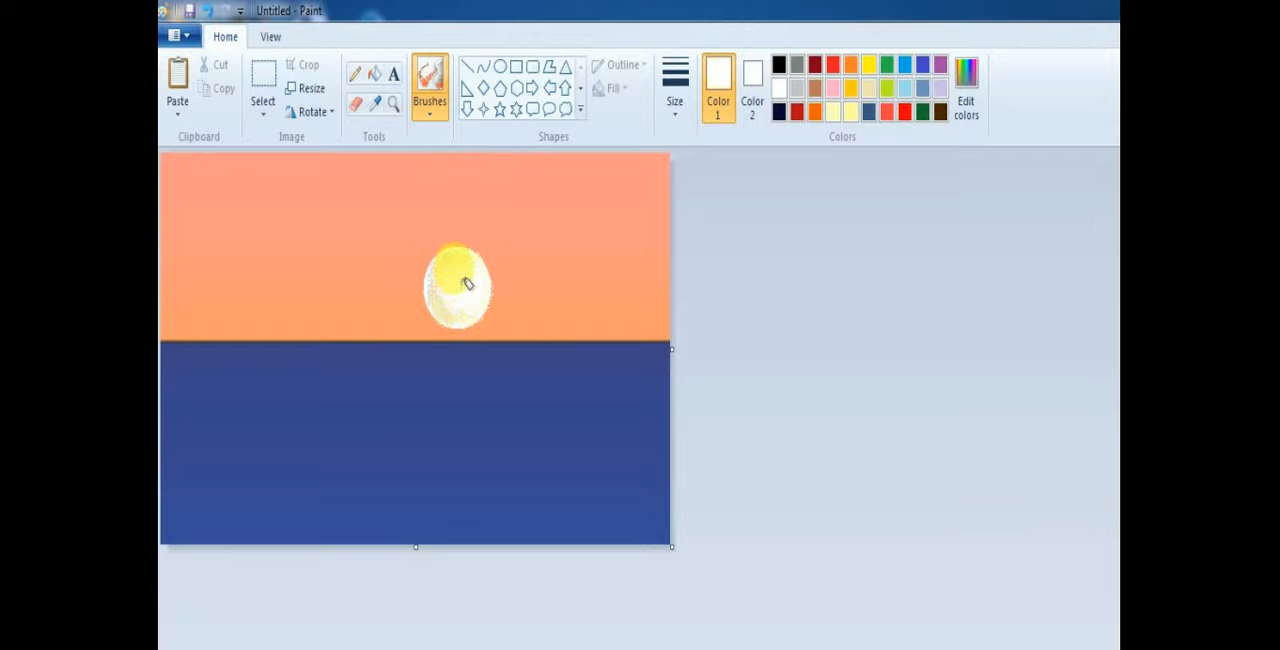 Untitled - Paint
Home View
Cut
Copy
Paste
Clipboard
Select
Crop
Resize
Rotate
Image
A
Tools
Brushes
Outline
Fill
Shapes
Size
Color 1
Color 2
Edit colors
Colors